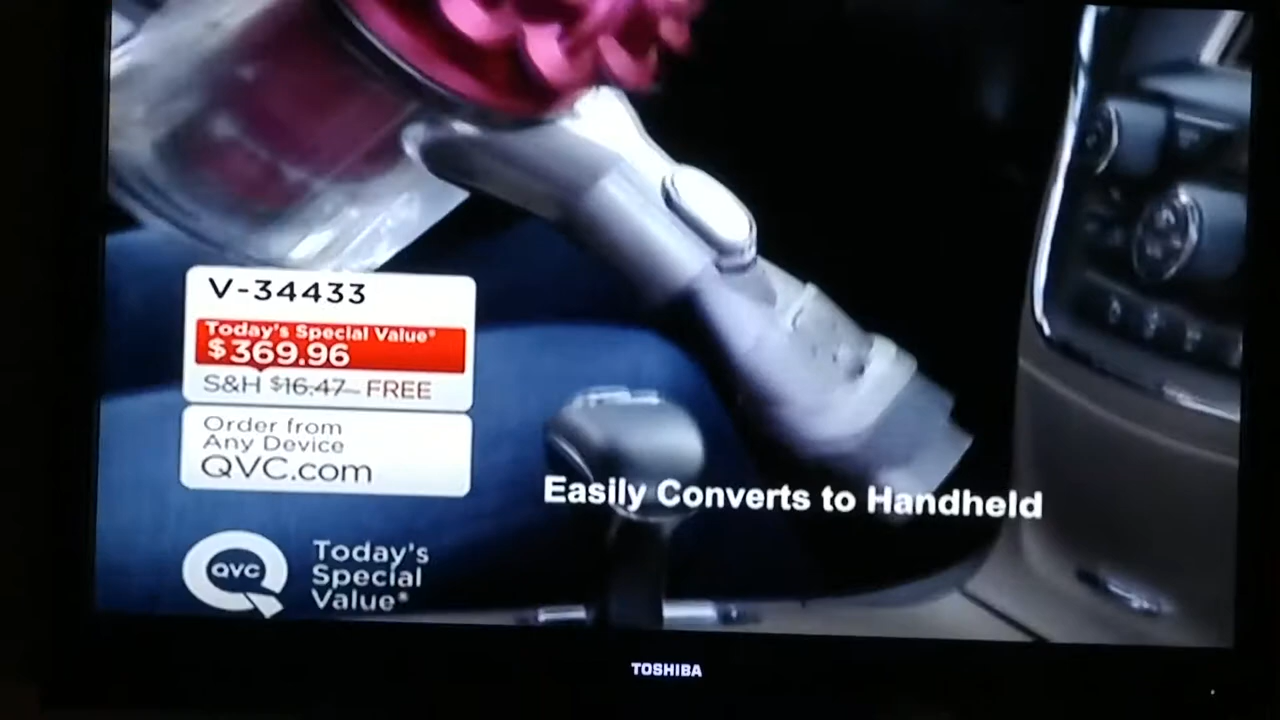 V-34433
Today's Special Value®
$369.96
S&H $16.47 FREE
Order from
Any Device
QVC.com
Easily Converts to Handheld
QVC
Today's
Special
Value®
TOSHIBA